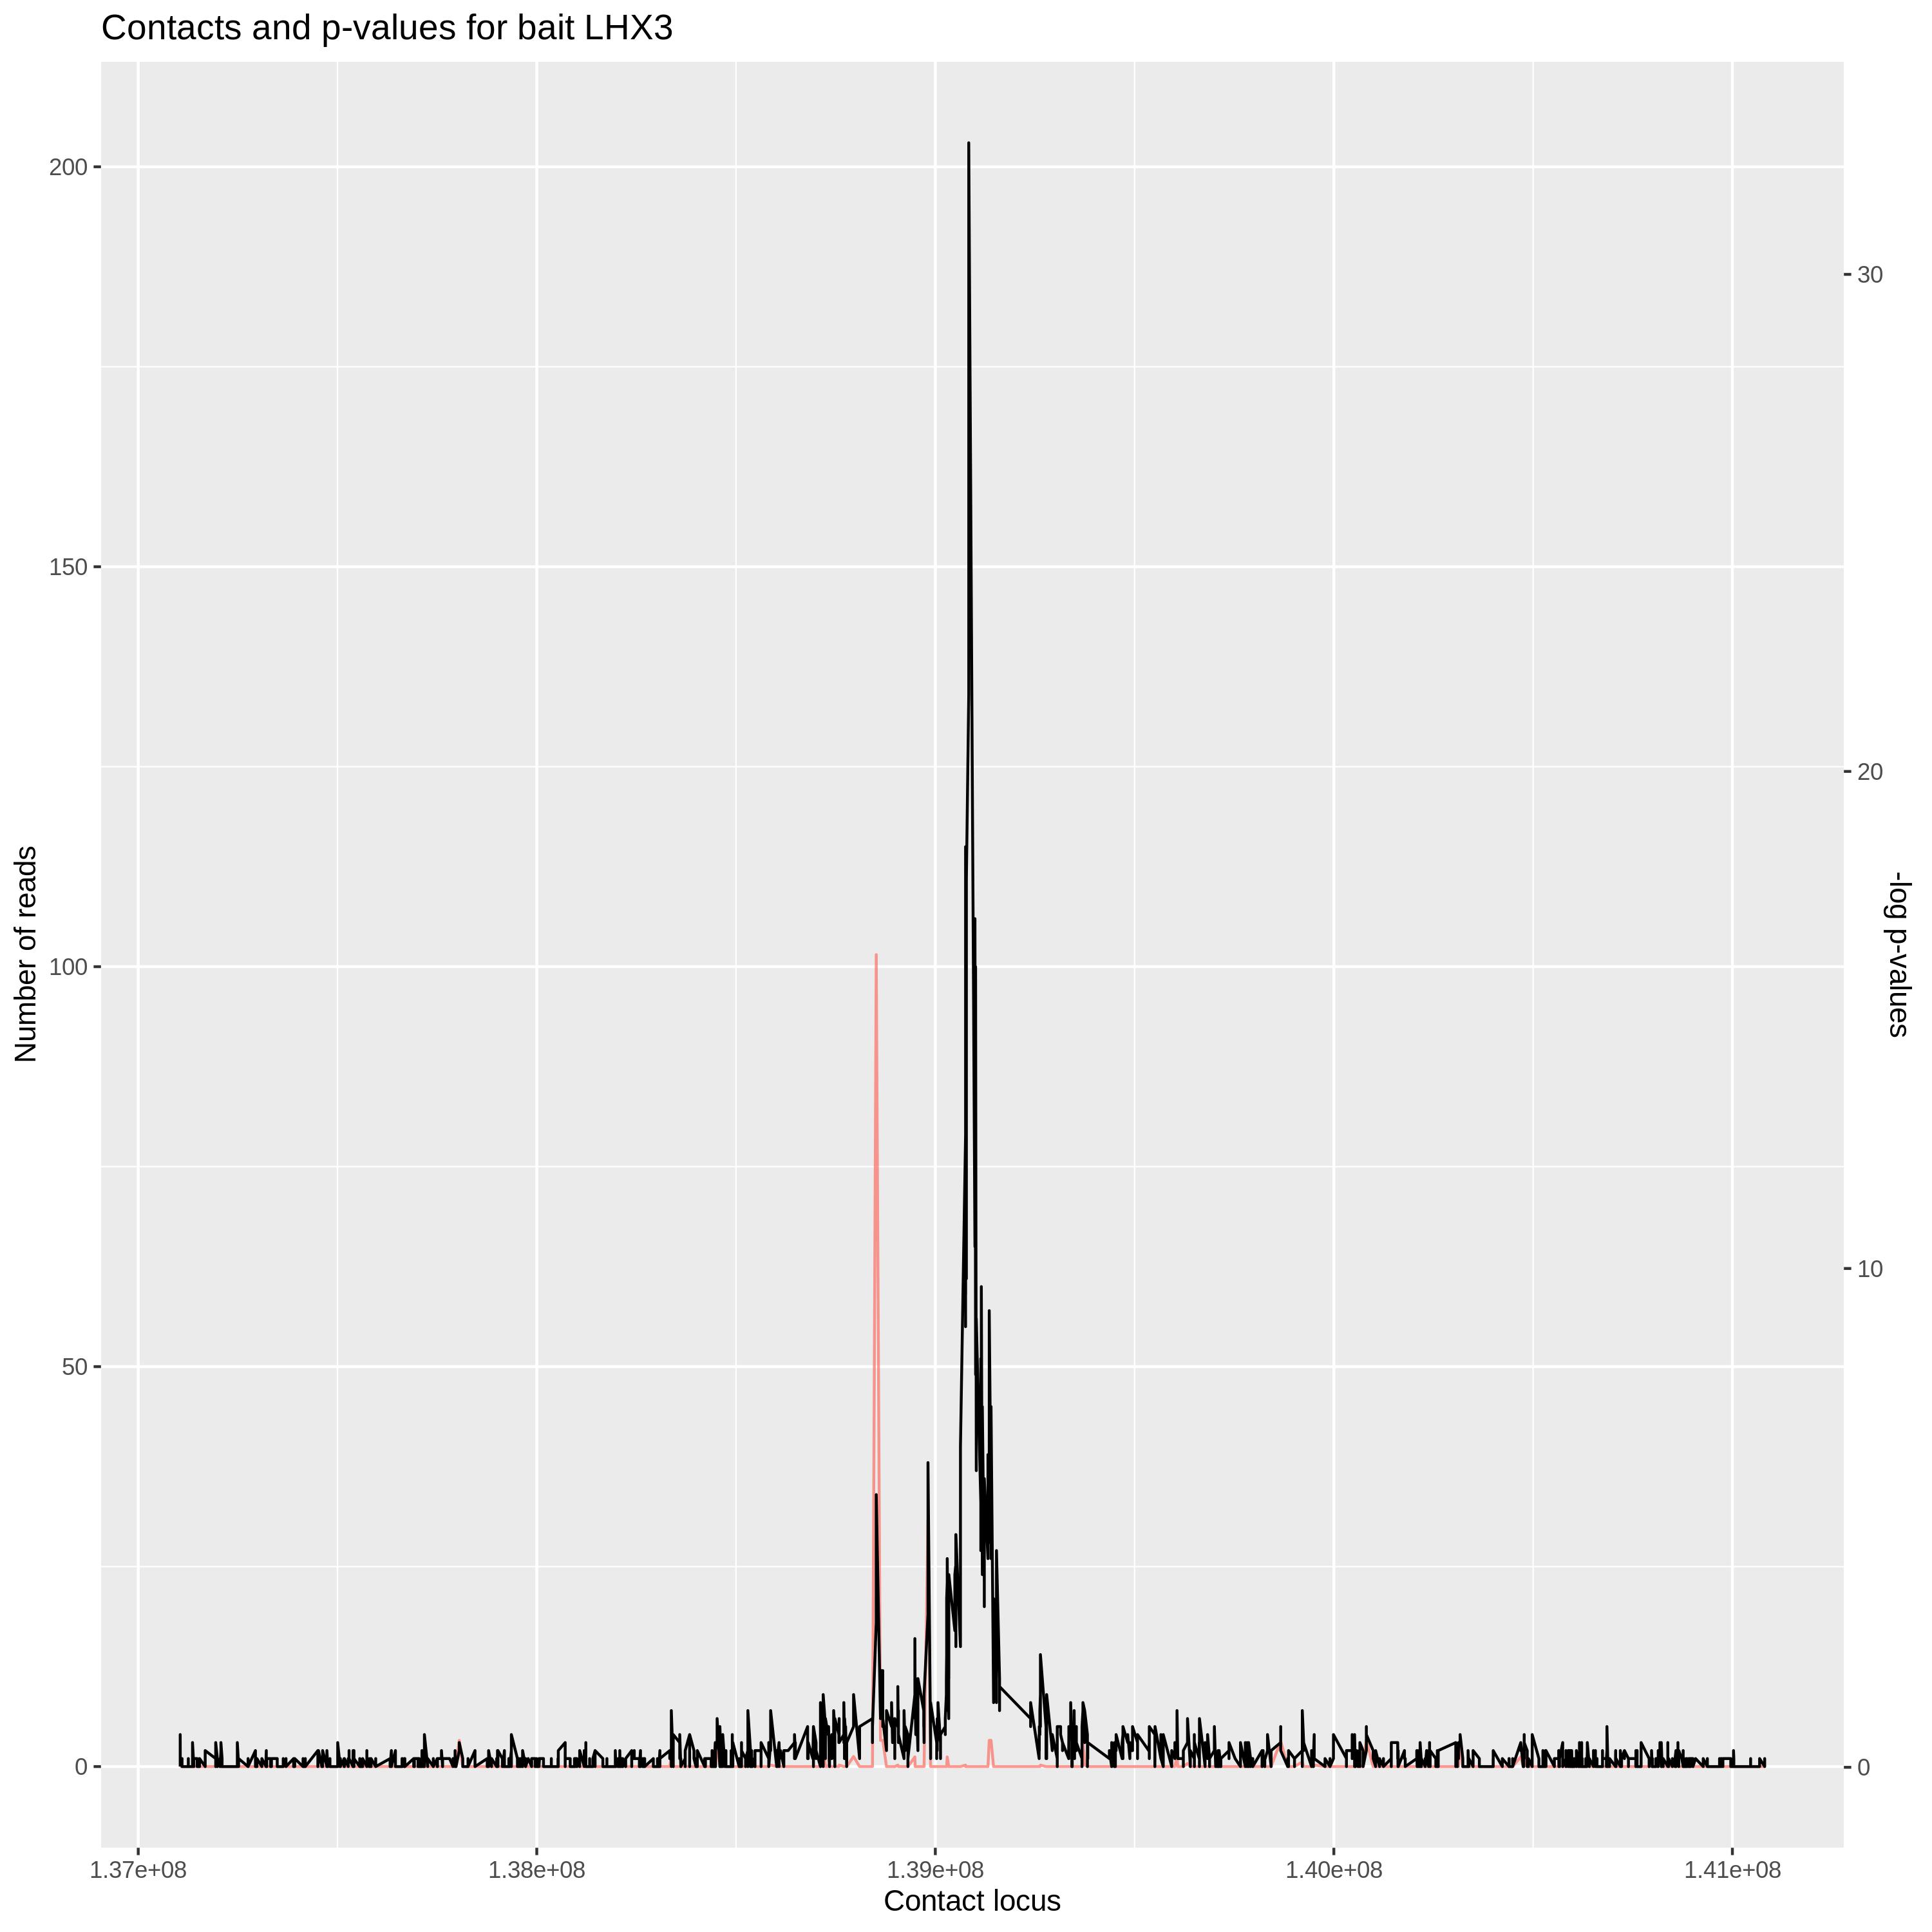 Contacts and p-values for bait LHX3
200
150
100
50
0
Number of reads
30
20
10
0
-log p-values
1.37e+08 1.38e+08 1.39e+08 1.40e+08 1.41e+08
Contact locus